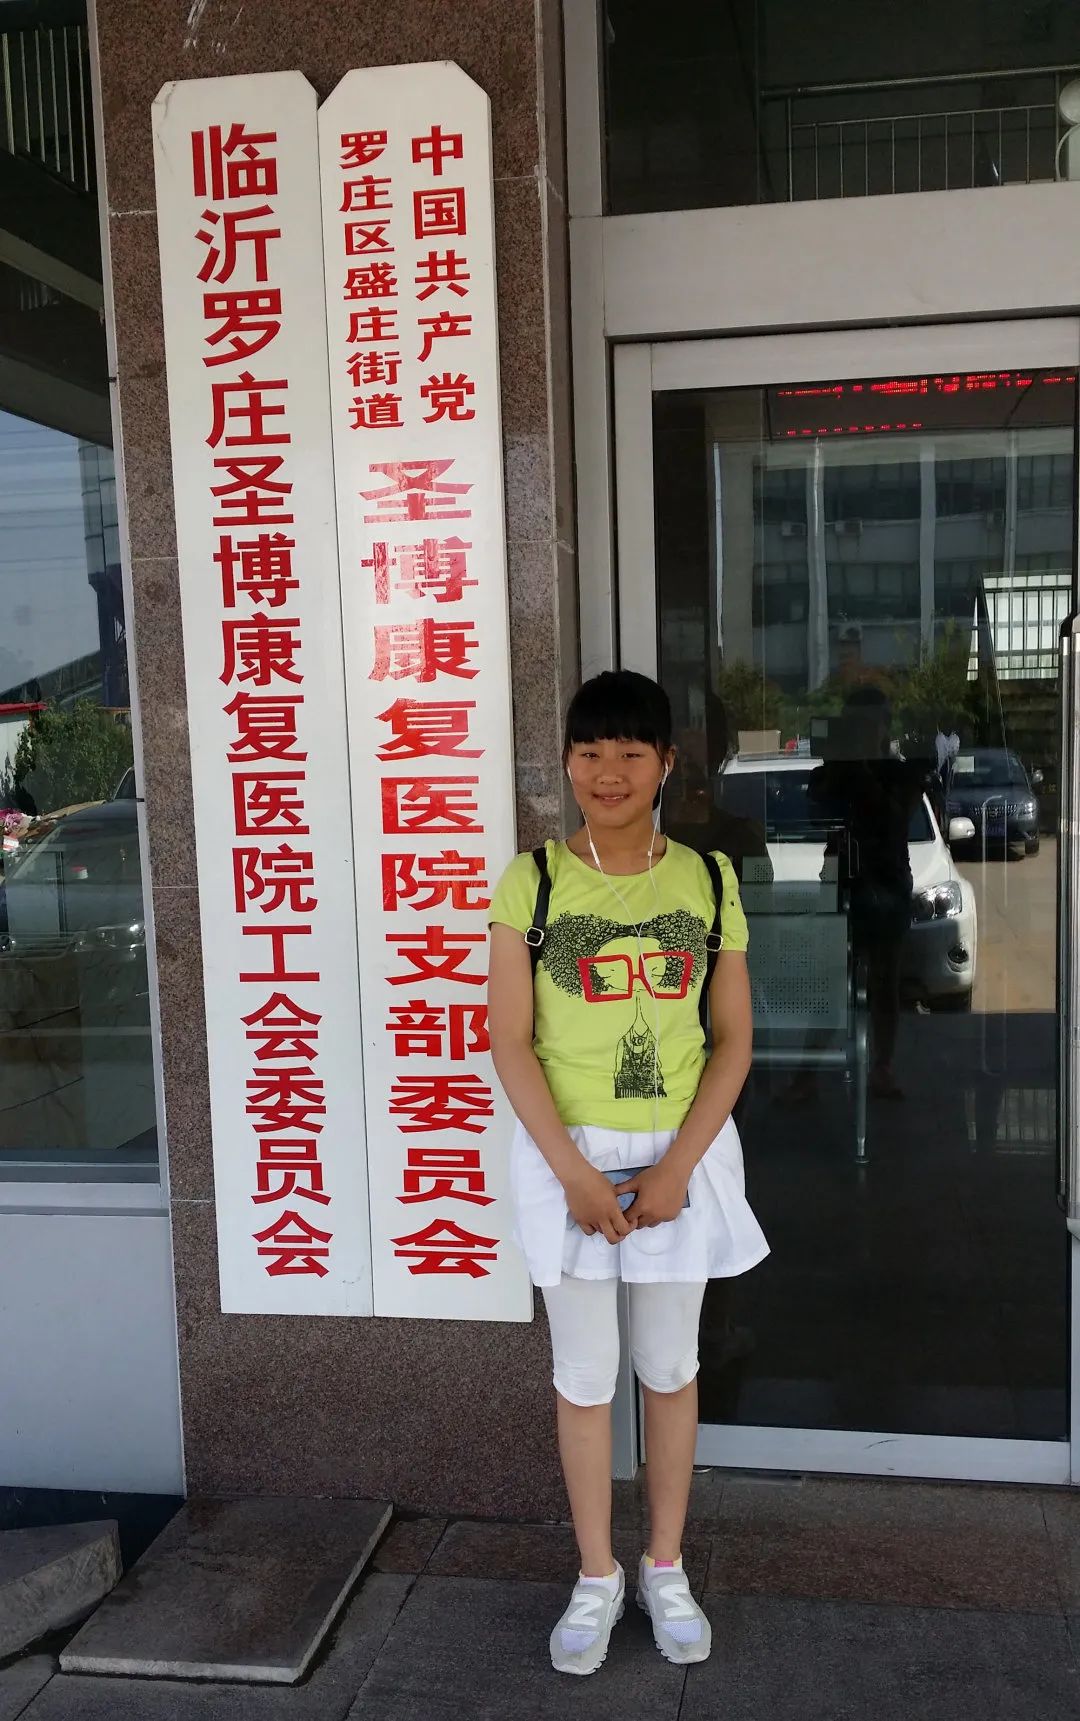 临沂罗庄圣博康复医院工会委员会
中国共产党
罗庄区盛庄街道
圣博康复医院支部委员会